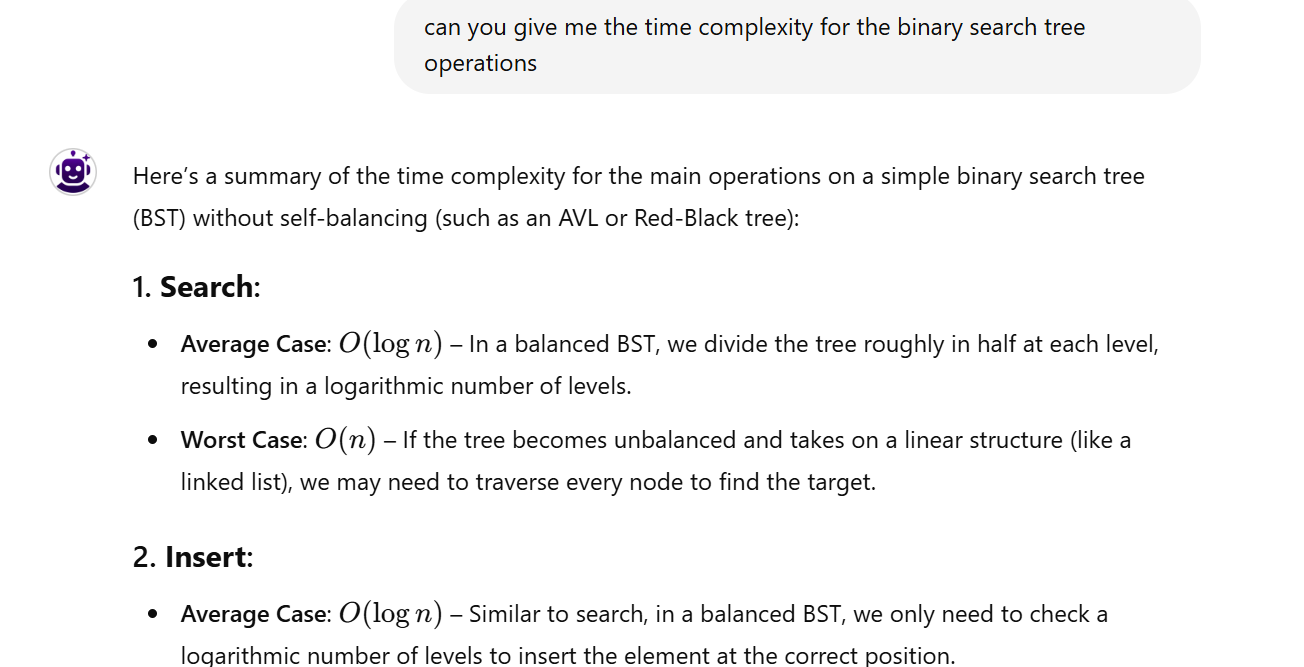 can you give me the time complexity for the binary search tree
operations
Here’s a summary of the time complexity for the main operations on a simple binary search tree
(BST) without self-balancing (such as an AVL or Red-Black tree):
1. Search:
• Average Case: O(log n) – In a balanced BST, we divide the tree roughly in half at each level,
resulting in a logarithmic number of levels.
• Worst Case: O(n) – If the tree becomes unbalanced and takes on a linear structure (like a
linked list), we may need to traverse every node to find the target.
2. Insert:
• Average Case: O(log n) – Similar to search, in a balanced BST, we only need to check a
logarithmic number of levels to insert the element at the correct position.